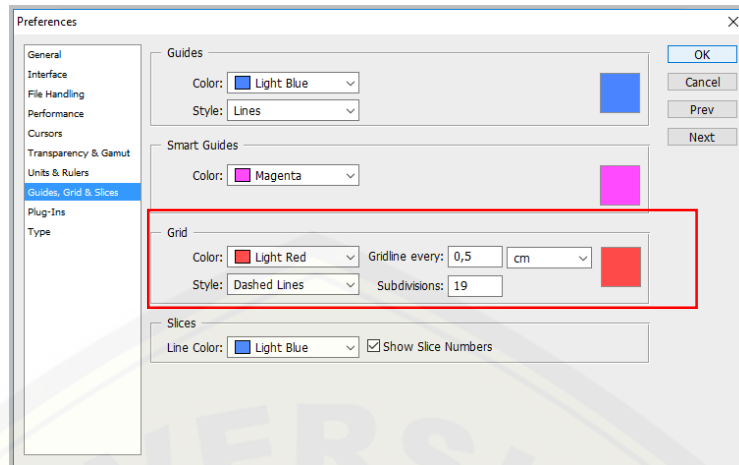 Preferences
General
Interface
File Handling
Performance
Cursors
Transparency & Gamut
Units & Rulers
Guides, Grid & Slices
Plug-Ins
Type
Guides
Color: Light Blue
Style: Lines
Smart Guides
Color: Magenta
Grid
Color: Light Red Gridline every: 0,5 cm
Style: Dashed Lines Subdivisions: 19
Slices
Line Color: Light Blue Show Slice Numbers
OK
Cancel
Prev
Next